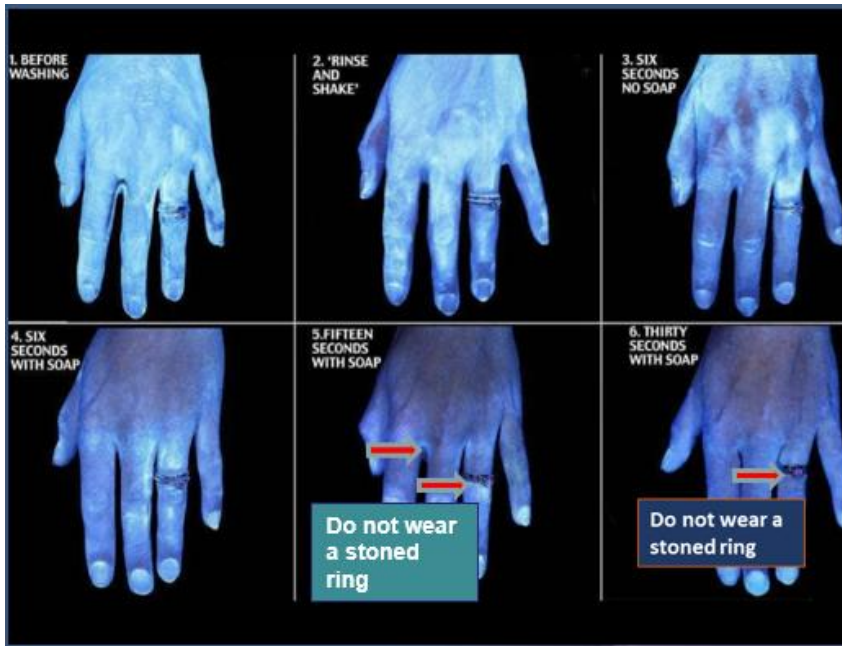 1. BEFORE
WASHING
2. 'RINSE
AND
SHAKE'
3. SIX
SECONDS
NO SOAP
4. SIX
SECONDS
WITH SOAP
5.FIFTEEN
SECONDS
WITH SOAP
6. THIRTY
SECONDS
WITH SOAP
Do not wear
a stoned
ring
Do not wear a
stoned ring